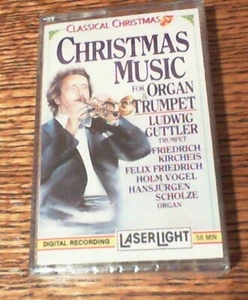 CLASSICAL CHRISTMAS
CHRISTMAS
MUSIC
FOR ORGAN
& TRUMPET
LUDWIG
GUTTLER
TRUMPET
FRIEDRICH
KIRCHEIS
FELIX FRIEDRICH
HOLM VOGEL
HANSJÜRGEN
SCHOLZE
ORGAN
DIGITAL RECORDING
LASERLIGHT
58 MIN